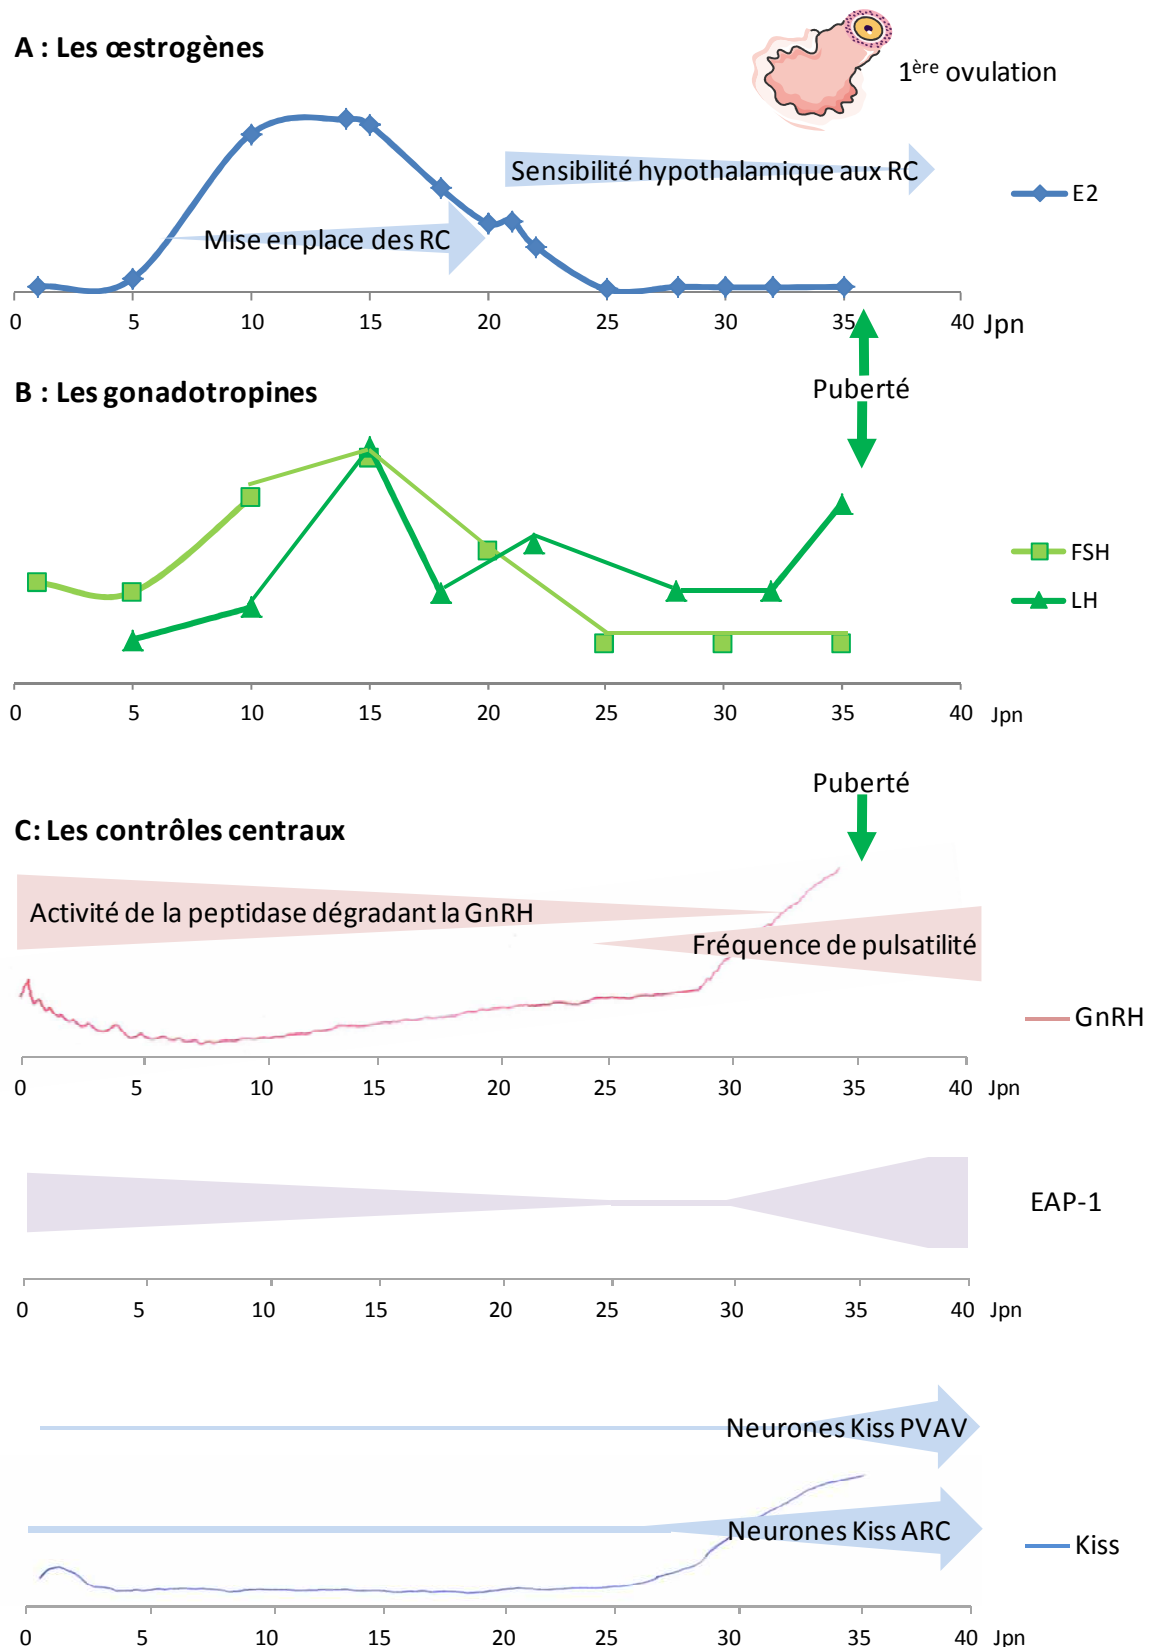 A : Les œstrogènes
1ère ovulation
Sensibilité hypothalamique aux RC
E2
Mise en place des RC
0 5 10 15 20 25 30 35 40 Jpn
B : Les gonadotropines
Puberté
FSH
LH
0 5 10 15 20 25 30 35 40 Jpn
Puberté
C: Les contrôles centraux
Activité de la peptidase dégradant la GnRH
Fréquence de pulsatilité
GnRH
0 5 10 15 20 25 30 35 40 Jpn
EAP-1
0 5 10 15 20 25 30 35 40 Jpn
Neurones Kiss PVAV
Neurones Kiss ARC
Kiss
0 5 10 15 20 25 30 35 40 Jpn